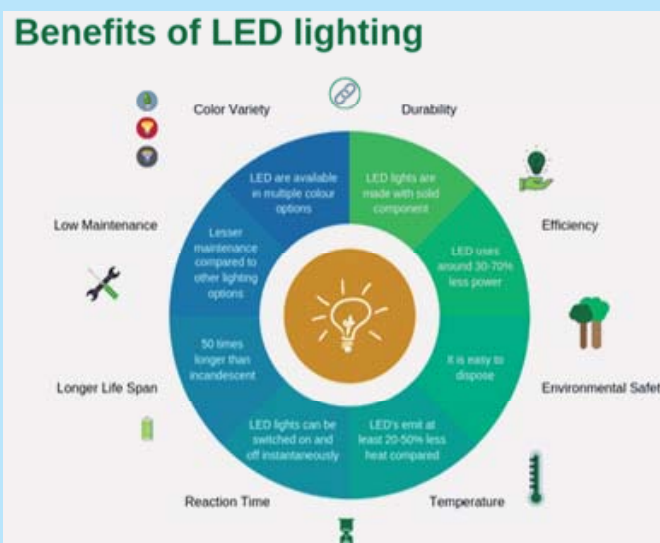 Benefits of LED lighting
Color Variety
Durability
LED are available
in multiple colour
options
LED lights are
made with solid
component
Low Maintenance
Lesser
maintenance
compared to
other lighting
options
Efficiency
LED uses
around 30-70%
less power
50 times
longer than
incandescent
It is easy to
dispose
Longer Life Span
Environmental Safet
LED lights can be
switched on and
off instantaneously
LED's emit at
least 20-50% less
heat compared
Reaction Time
Temperature